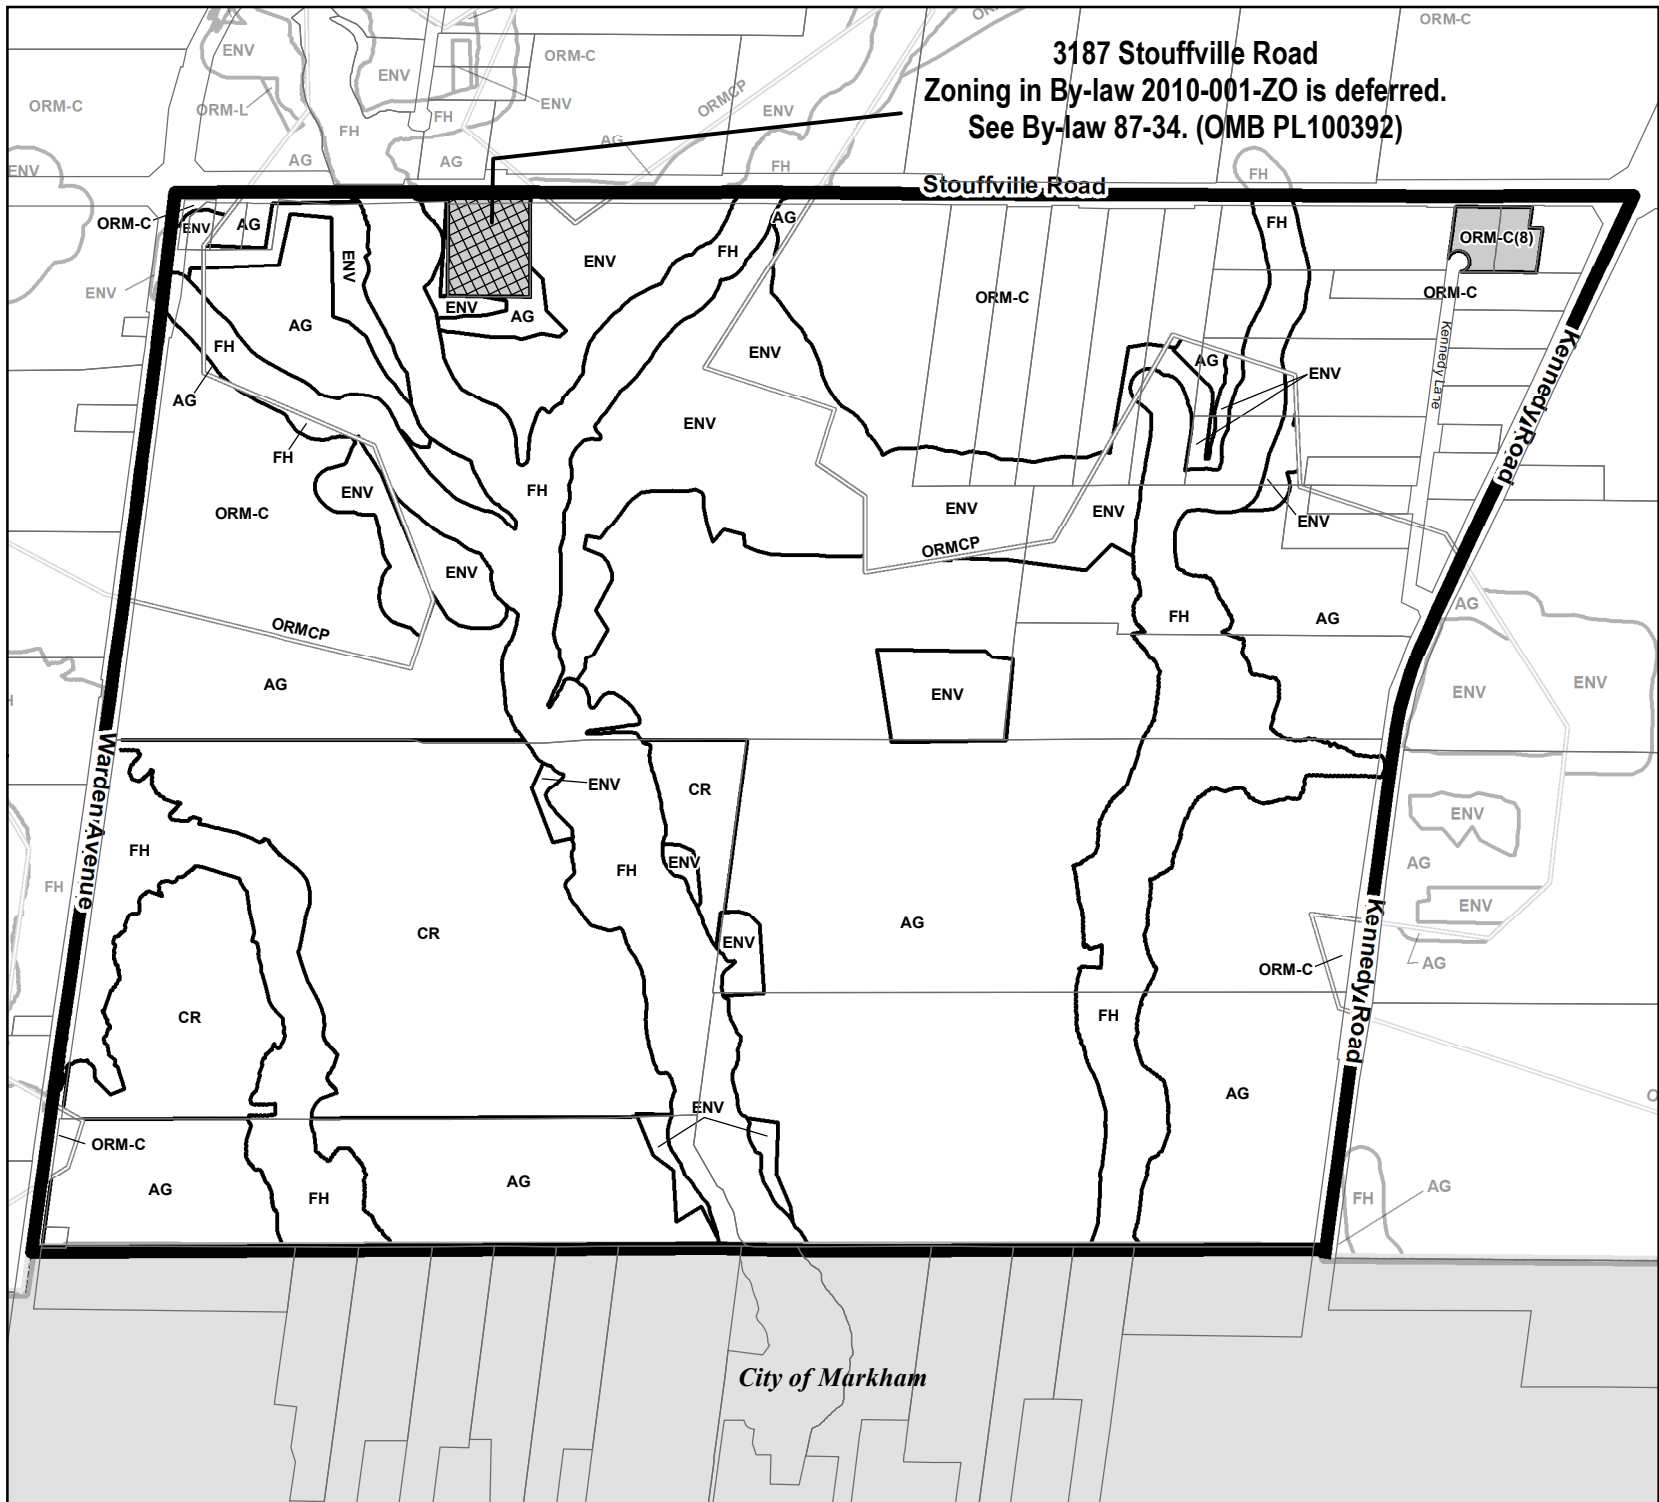 ORM-C
ENV
ORM-C
3187 Stouffville Road
Zoning in By-law 2010-001-ZO is deferred.
See By-law 87-34. (OMB PL100392)
ENV
ORM-C
ORM-L
ENV
ORMCP
ENV
FH
FH
AG
AG
AG
FH
FH
ENV
Stouffville Road
ORM-C
ENV
AG
AG
FH
ORM-C(8)
ENV
ENV
FH
ENV
ORM-C
ORM-C
ENV
AG
AG
FH
ENV
Kennedy Lane
Kennedy Road
AG
ENV
AG
FH
ENV
FH
ENV
FH
ORM-C
ENV
ENV
ENV
ORMCP
ENV
AG
FH
AG
ORMCP
AG
ENV
ENV
ENV
Warden Avenue
ENV
CR
ENV
FH
ENV
FH
AG
FH
ENV
Kennedy Road
CR
AG
ENV
ORM-C
AG
CR
FH
AG
ENV
ORM-C
AG
AG
FH
FH
AG
City of Markham